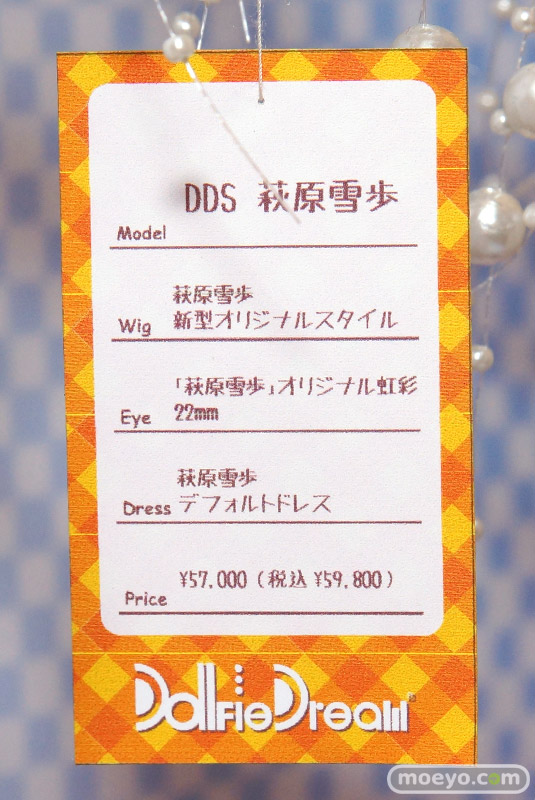 DDS 萩原雪歩
Model
萩原雪歩
Wig 新型オリジナルスタイル
「萩原雪歩」オリジナル虹彩
Eye 22mm
萩原雪歩
Dress デフォルトドレス
¥57,000 (税込 ¥59,800)
Price
DollfieDream®
moeyo.com